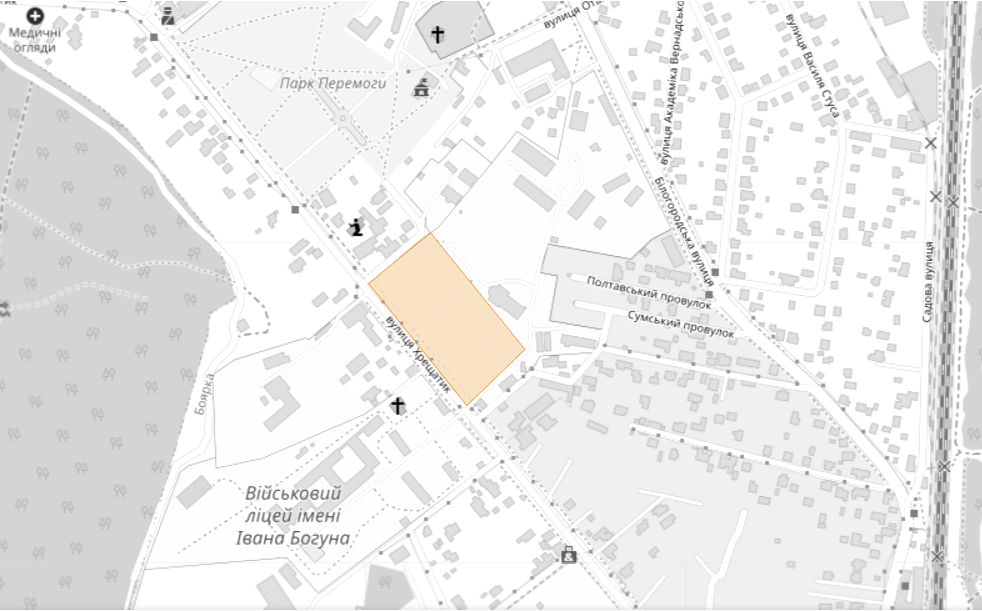 Медичні
огляди
Парк Перемоги
вулиця Ота
вулиця Академіка Вернадсько
вулиця Василя Стуса
Білогородська вулиця
Полтавський провулок
Сумський провулок
Садова вулиця
вулиця Хрещатик
Боярка
Військовий
ліцей імені
Івана Богуна